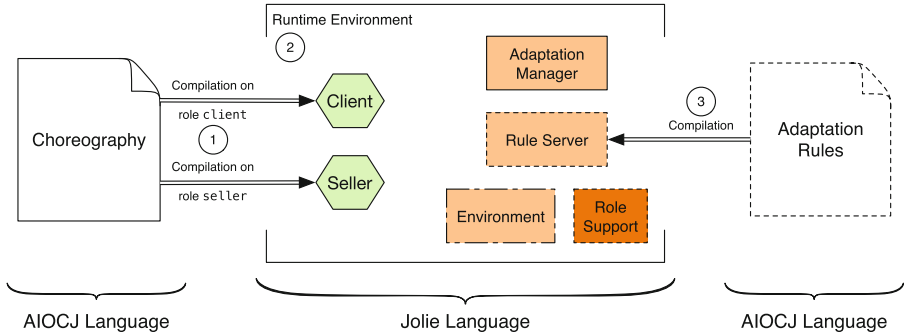 Runtime Environment
2
Adaptation
Manager
Compilation on
role client
Client
3
Compilation
Choreography
1
Rule Server
Adaptation
Rules
Compilation on
role seller
Seller
Environment
Role
Support
AIOCJ Language
Jolie Language
AIOCJ Language